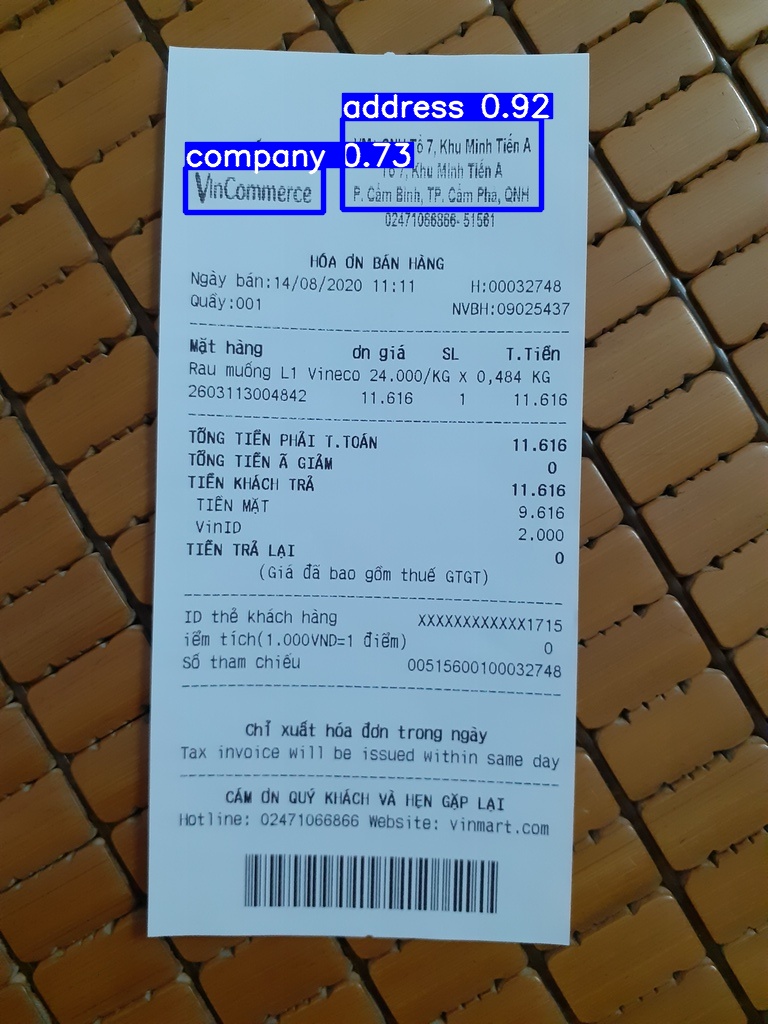 address 0.92
company 0.73
Tổ 7, Khu Minh Tiến A
Tổ 7, Khu Minh Tiến A
VinCommerce
P. Cẩm Bình, TP. Cẩm Phả, QNH
02471066866- 51561
HÓA ƠN BÁN HÀNG
Ngày bán:14/08/2020 11:11 H:00032748
Quầy:001 NVBH:09025437
Mặt hàng ơn giá SL T.Tiền
Rau muống L1 Vineco 24.000/KG X 0,484 KG
2603113004842 11.616 1 11.616
TỔNG TIỀN PHẢI T.TOÁN 11.616
TỔNG TIỀN Ã GIẢM 0
TIỀN KHÁCH TRẢ 11.616
TIỀN MẶT 9.616
VinID 2.000
TIỀN TRẢ LẠI 0
(Giá đã bao gồm thuế GTGT)
ID thẻ khách hàng XXXXXXXXXXXX1715
iểm tích(1.000VND=1 điểm) 0
Số tham chiếu 00515600100032748
Chỉ xuất hóa đơn trong ngày
Tax invoice will be issued within same day
CÁM ƠN QUÝ KHÁCH VÀ HẸN GẶP LẠI
Hotline: 02471066866 Website: vinmart.com